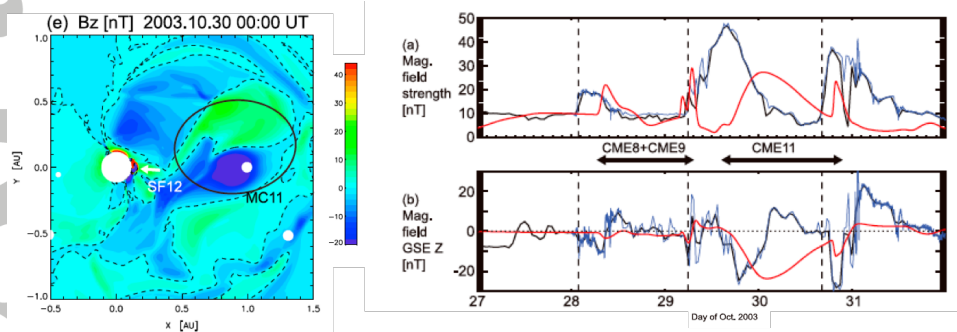 (e) Bz [nT] 2003.10.30 00:00 UT
1.0
0.5
0.0
−0.5
−1.0
Y [AU]
−0.5 0.0 0.5 1.0 1.5
X [AU]
SF12
MC11
40
30
20
10
0
−10
−20
(a)
Mag.
field
strength
[nT]
50
40
30
20
10
0
CME8+CME9
CME11
(b)
Mag.
field
GSE Z
[nT]
20
0
-20
27 28 29 30 31
Day of Oct, 2003